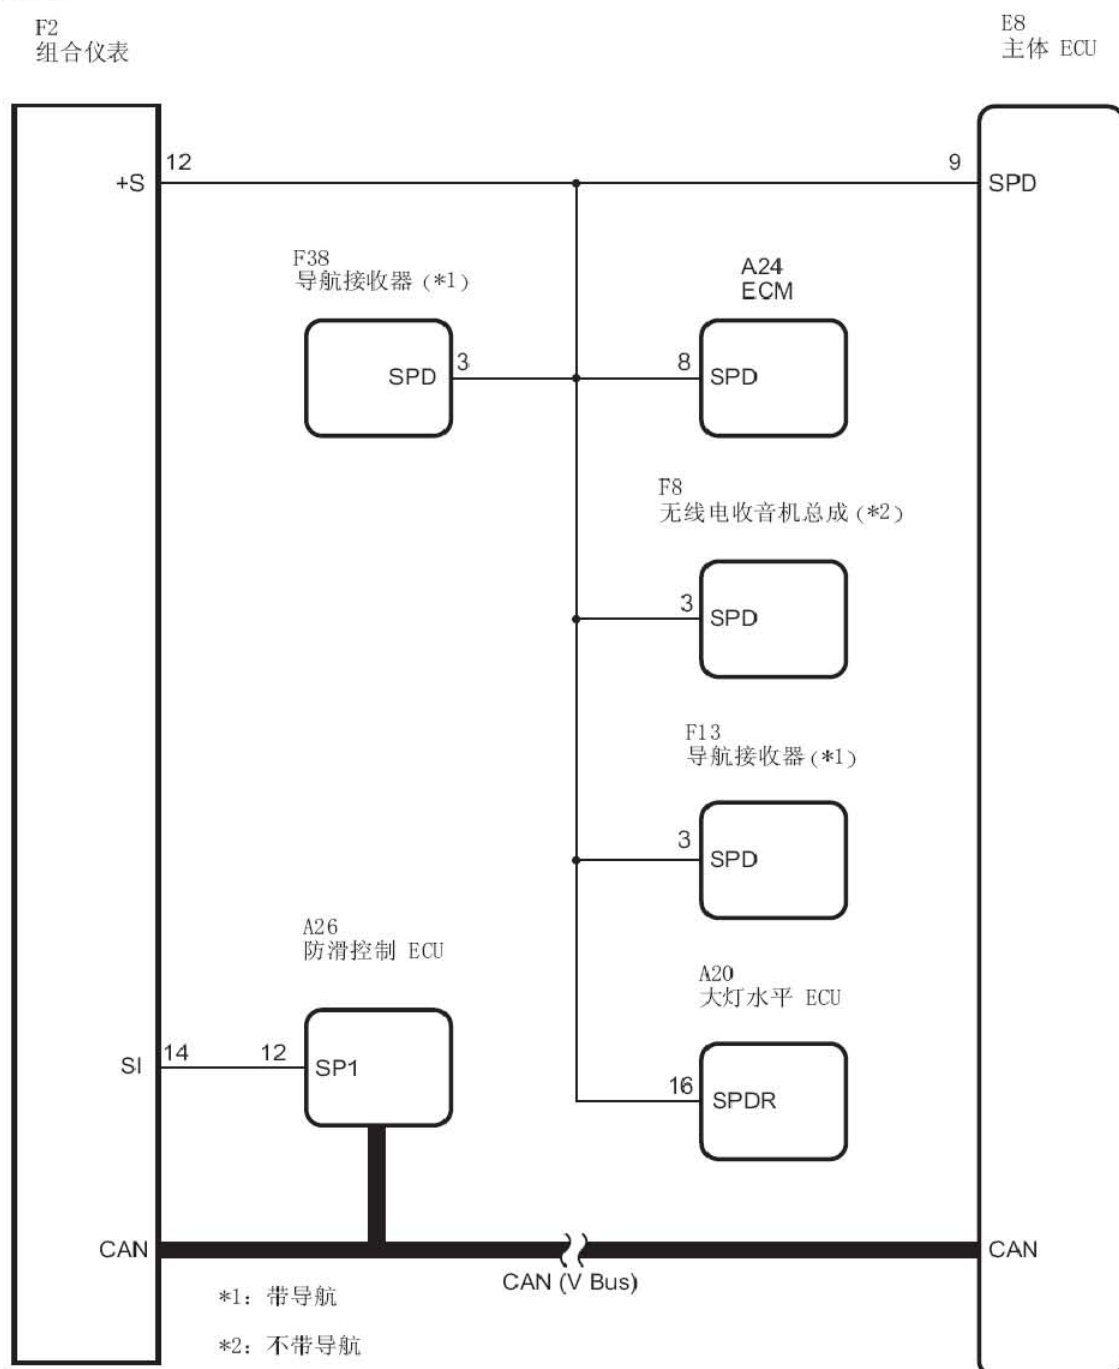 F2
组合仪表
E8
主体 ECU
12
9
+S
SPD
F38
导航接收器 (*1)
A24
ECM
3
8
SPD
SPD
F8
无线电收音机总成 (*2)
3
SPD
F13
导航接收器 (*1)
3
SPD
A26
防滑控制 ECU
A20
大灯水平 ECU
14
12
SI
SP1
16
SPDR
CAN
CAN
CAN (V Bus)
*1: 带导航
*2: 不带导航